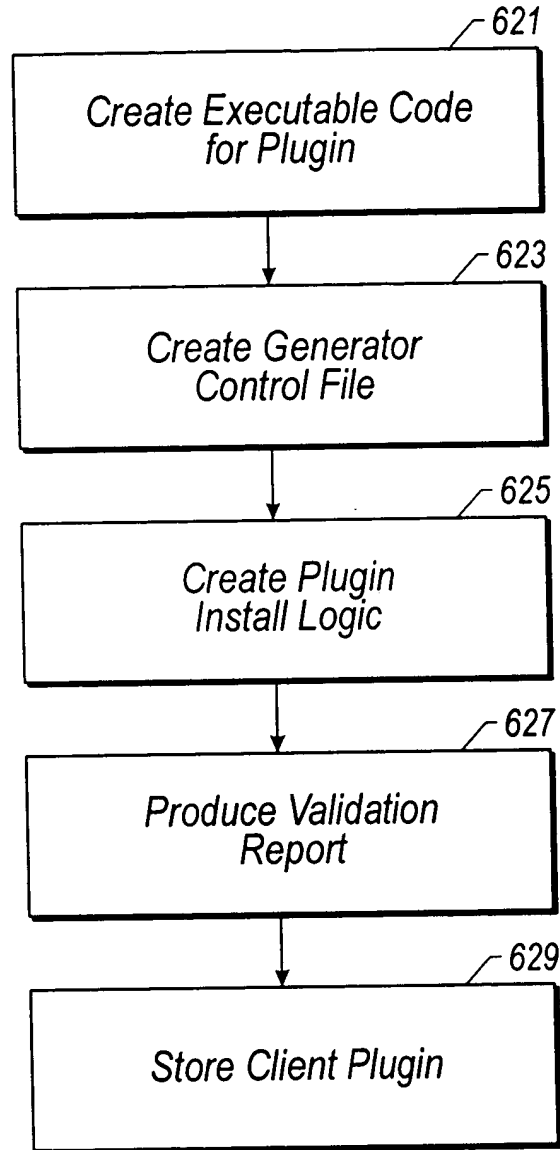 621
Create Executable Code
for Plugin
623
Create Generator
Control File
625
Create Plugin
Install Logic
627
Produce Validation
Report
629
Store Client Plugin